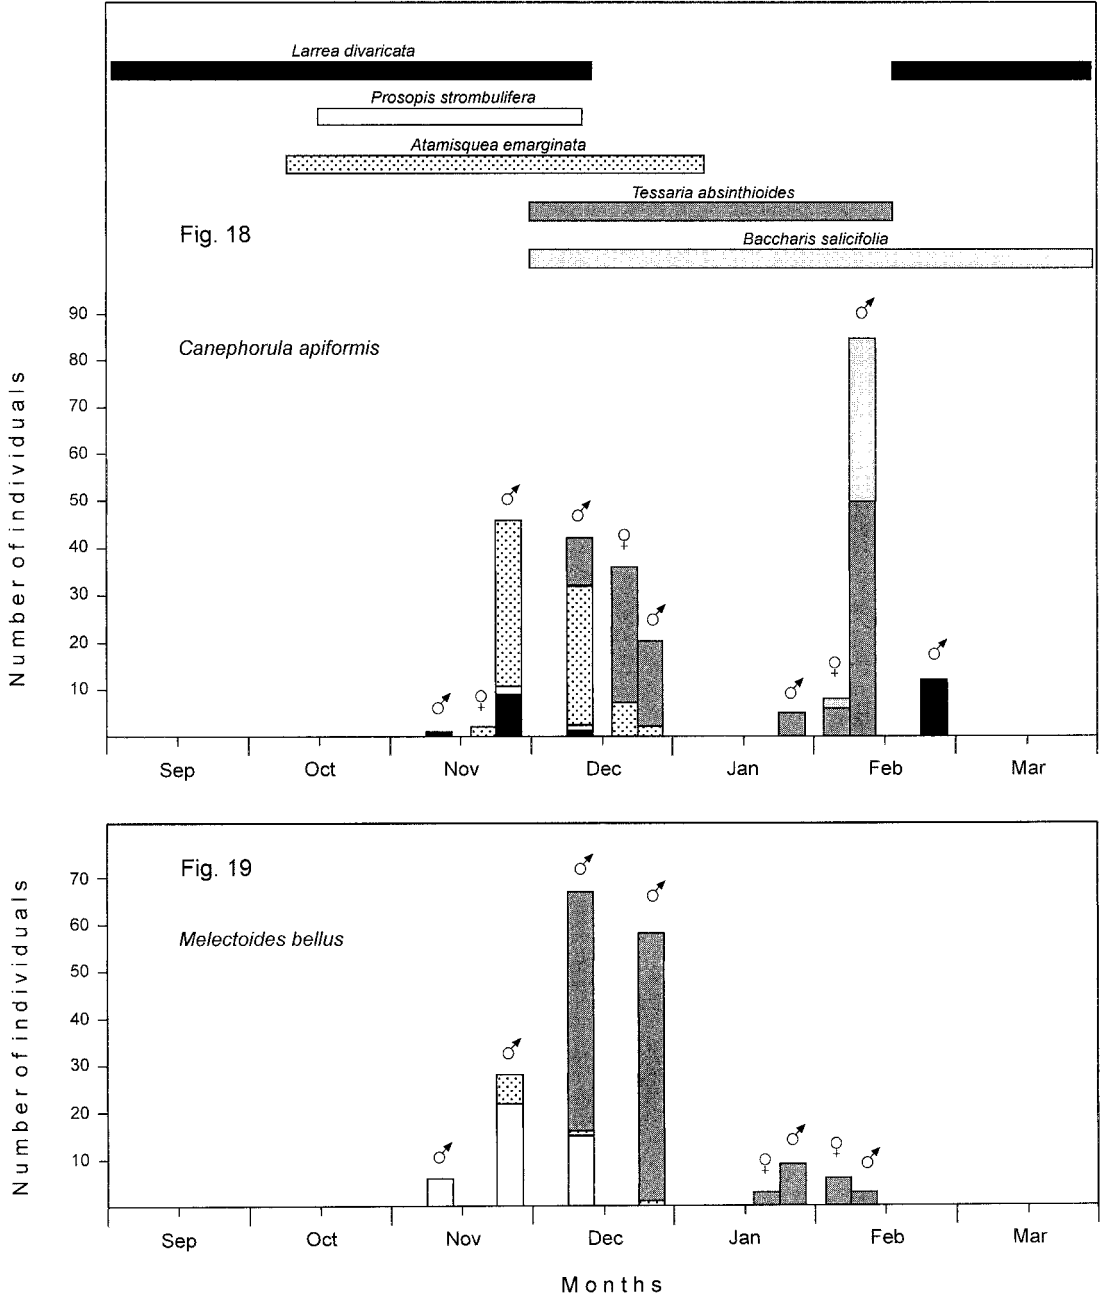 Larrea divaricata
Prosopis strombulifera
Atamisquea emarginata
Tessaria absinthioides
Fig. 18
Baccharis salicifolia
Canephorula apiformis
Number of individuals
90
80
70
60
50
40
30
20
10
♂
♀
♂
♂
♀
♂
♂
♀
♂
♂
Sep Oct Nov Dec Jan Feb Mar
Fig. 19
Melectoides bellus
Number of individuals
70
60
50
40
30
20
10
♂
♂
♂
♂
♀
♂
♀
♂
Sep Oct Nov Dec Jan Feb Mar
Months